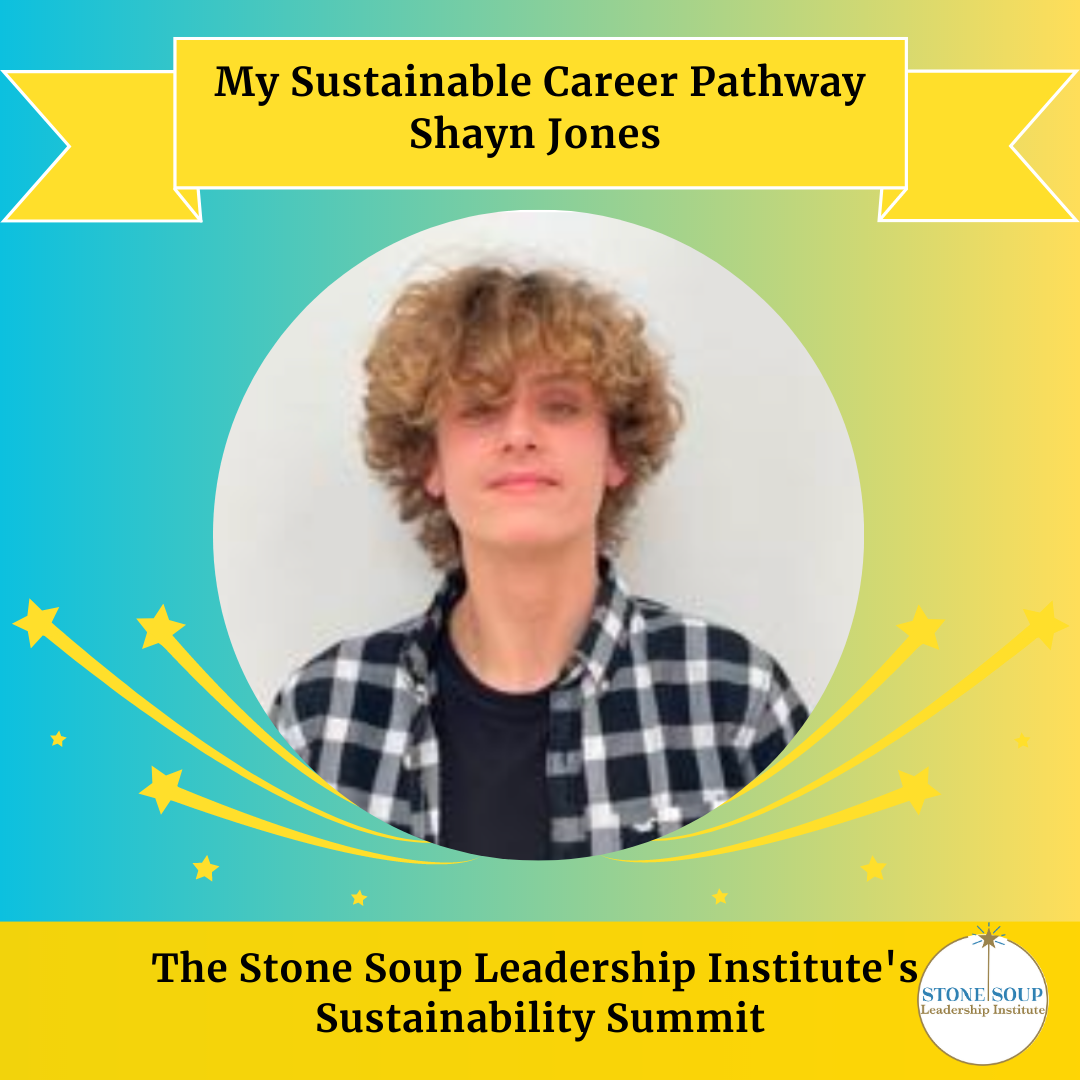 My Sustainable Career Pathway
Shayn Jones
The Stone Soup Leadership Institute's
Sustainability Summit
STONE SOUP
Leadership Institute